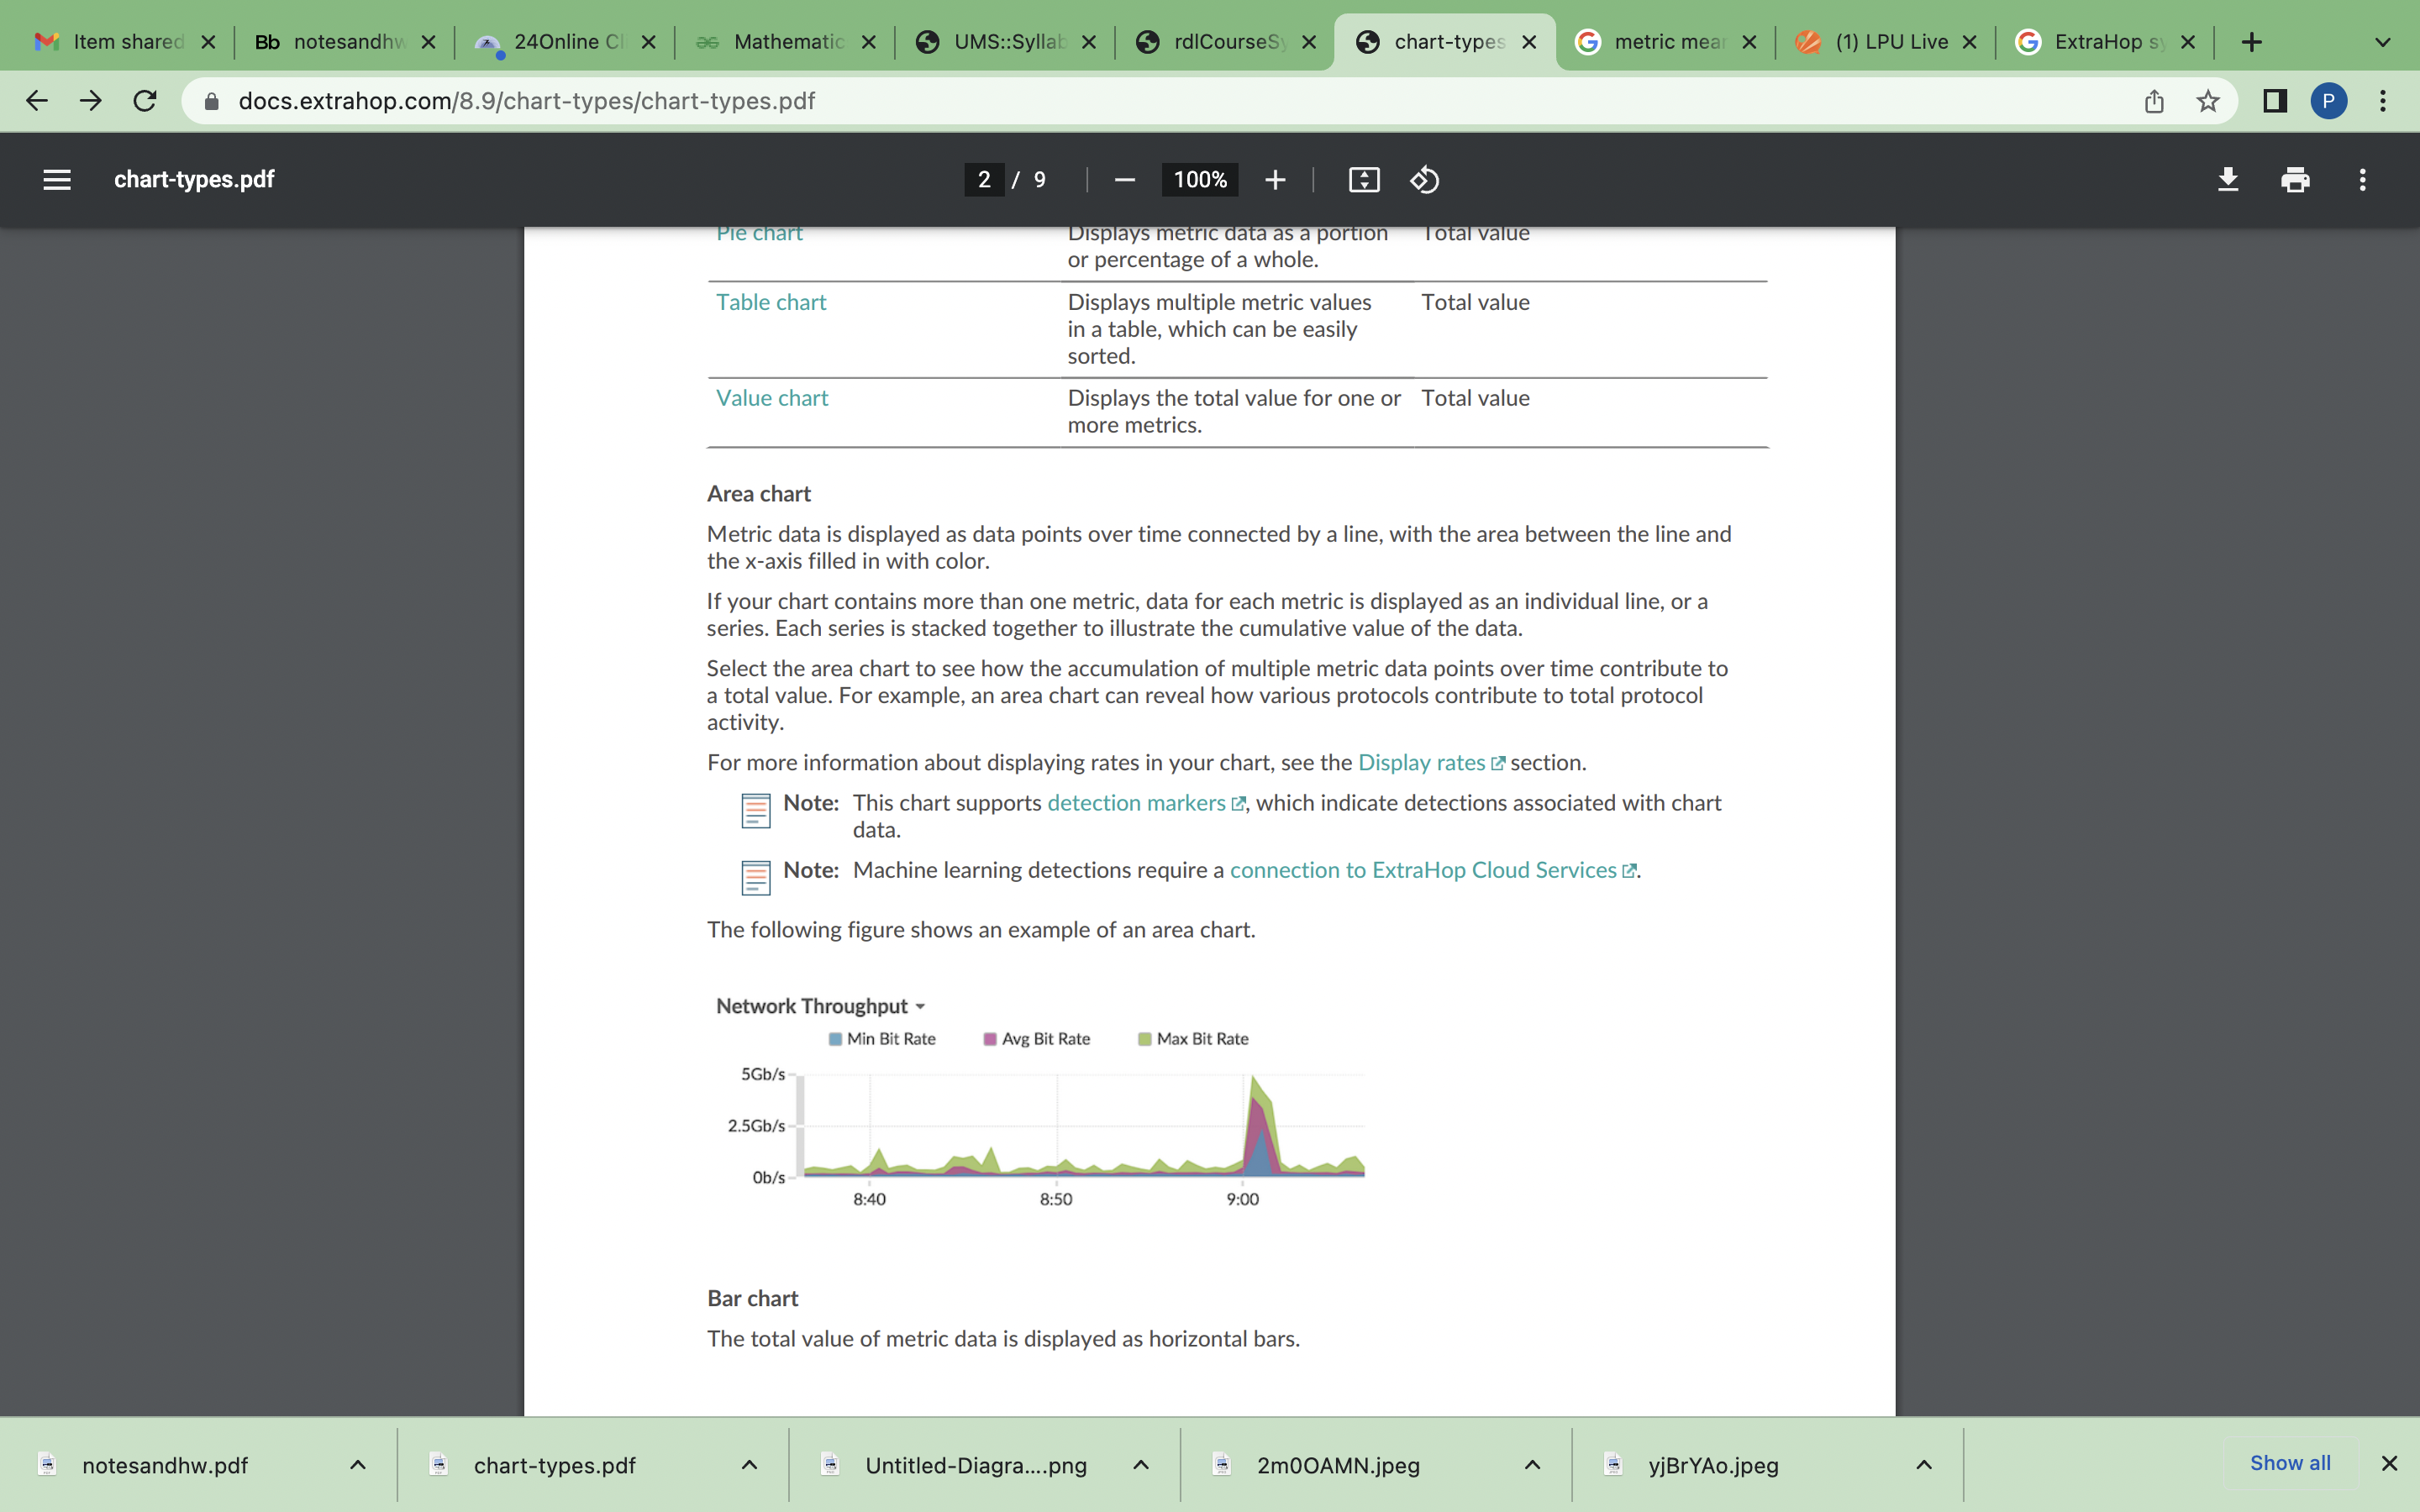 Item shared
Bb notesandhw
24Online Cl
Mathematic
UMS::Syllab
rdlCourseSy
chart-types
metric mear
(1) LPU Live
ExtraHop sy
docs.extrahop.com/8.9/chart-types/chart-types.pdf
P
chart-types.pdf
2 / 9
100%
Pie chart
Displays metric data as a portion
or percentage of a whole.
Total value
Table chart
Displays multiple metric values
in a table, which can be easily
sorted.
Total value
Value chart
Displays the total value for one or
more metrics.
Total value
Area chart
Metric data is displayed as data points over time connected by a line, with the area between the line and
the x-axis filled in with color.
If your chart contains more than one metric, data for each metric is displayed as an individual line, or a
series. Each series is stacked together to illustrate the cumulative value of the data.
Select the area chart to see how the accumulation of multiple metric data points over time contribute to
a total value. For example, an area chart can reveal how various protocols contribute to total protocol
activity.
For more information about displaying rates in your chart, see the Display rates section.
Note: This chart supports detection markers, which indicate detections associated with chart
data.
Note: Machine learning detections require a connection to ExtraHop Cloud Services.
The following figure shows an example of an area chart.
Network Throughput
Min Bit Rate Avg Bit Rate Max Bit Rate
5Gb/s
2.5Gb/s
0b/s
8:40 8:50 9:00
Bar chart
The total value of metric data is displayed as horizontal bars.
notesandhw.pdf
chart-types.pdf
Untitled-Diagra....png
2m0OAMN.jpeg
yjBrYAo.jpeg
Show all